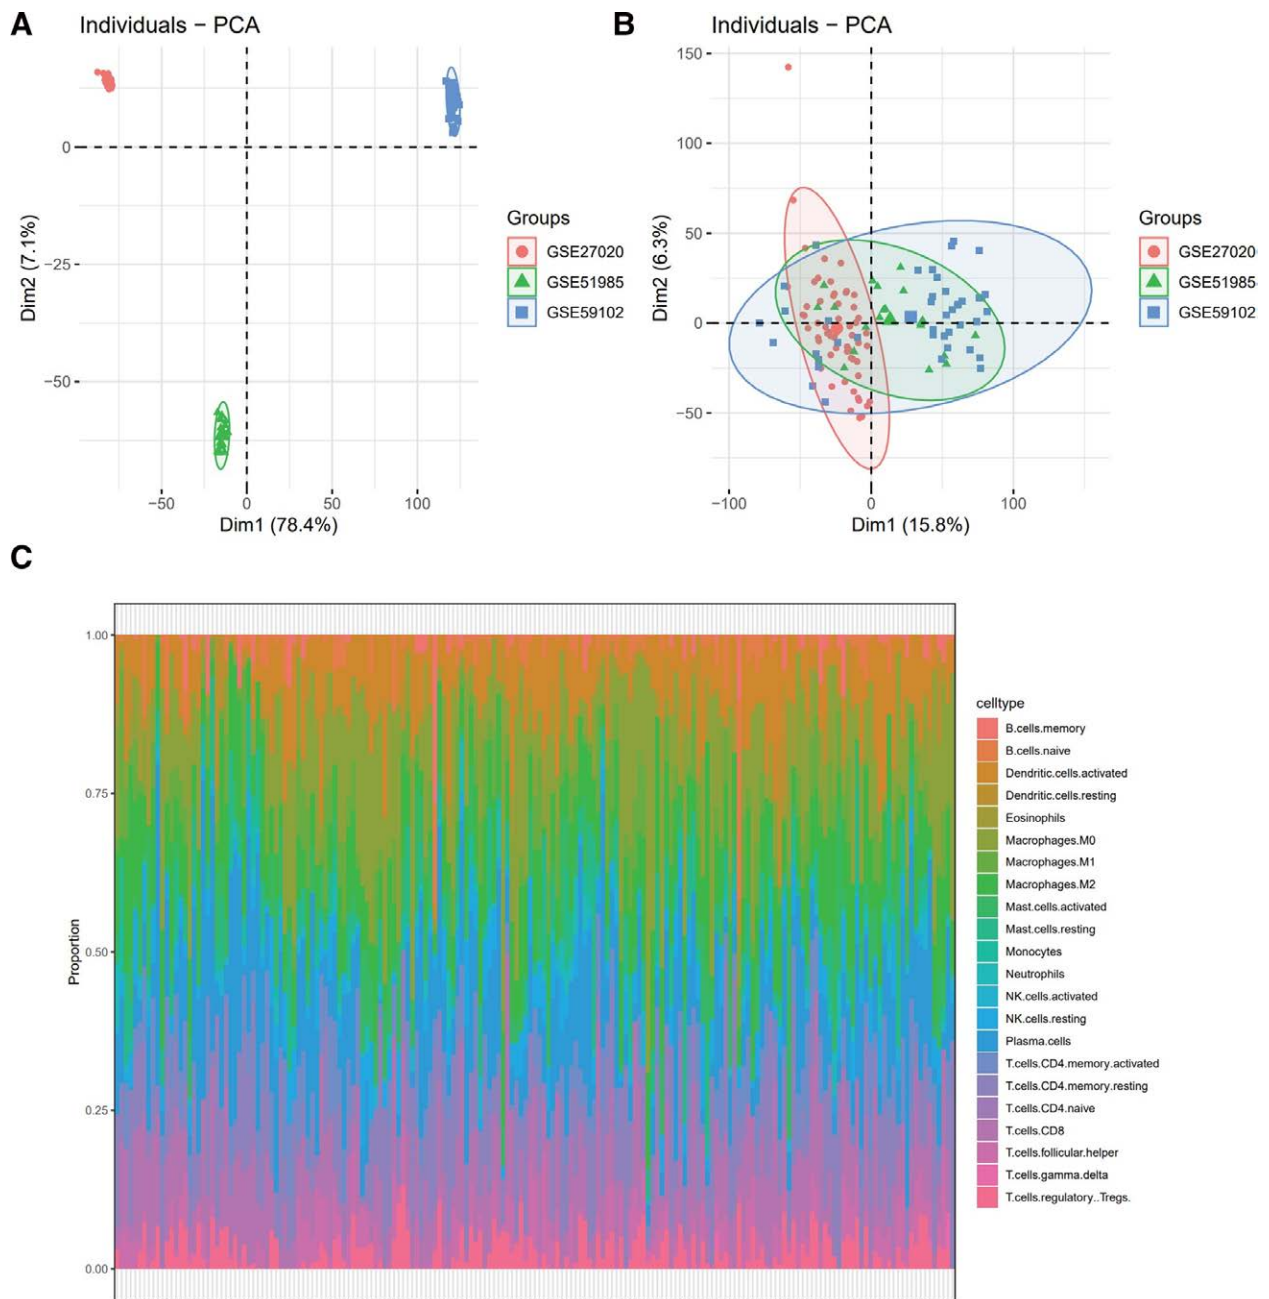 A
Individuals − PCA
0
−25
−50
Dim2 (7.1%)
−50
0
50
100
Dim1 (78.4%)
Groups
GSE27020
GSE51985
GSE59102
B
Individuals − PCA
150
100
50
0
−50
Dim2 (6.3%)
−100
0
100
Dim1 (15.8%)
Groups
GSE27020
GSE51985
GSE59102
C
1.00
0.75
0.50
0.25
0.00
Proportion
celltype
B.cells.memory
B.cells.naive
Dendritic.cells.activated
Dendritic.cells.resting
Eosinophils
Macrophages.M0
Macrophages.M1
Macrophages.M2
Mast.cells.activated
Mast.cells.resting
Monocytes
Neutrophils
NK.cells.activated
NK.cells.resting
Plasma.cells
T.cells.CD4.memory.activated
T.cells.CD4.memory.resting
T.cells.CD4.naive
T.cells.CD8
T.cells.follicular.helper
T.cells.gamma.delta
T.cells.regulatory..Tregs.